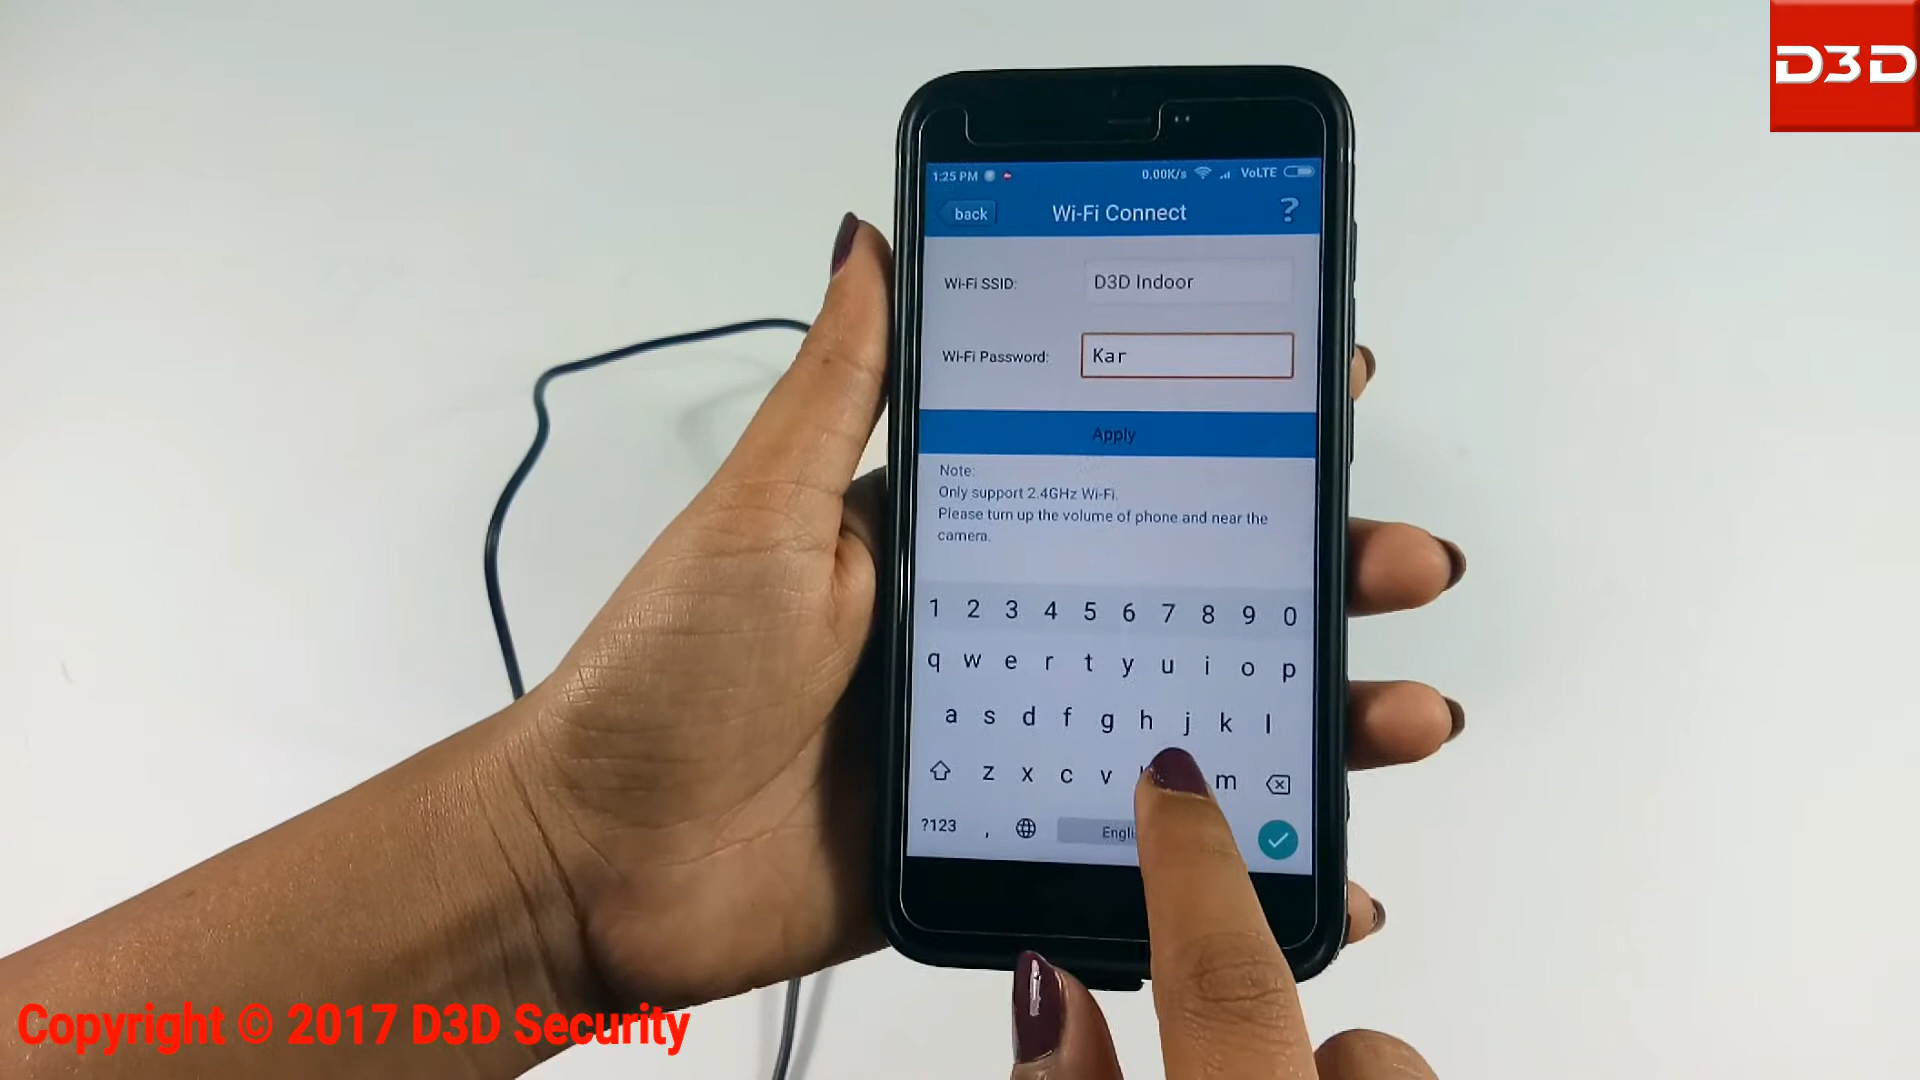 D3D
1:25 PM 0.00K/s VoLTE
back Wi-Fi Connect ?
Wi-Fi SSID: D3D Indoor
Wi-Fi Password: Kar
Apply
Note:
Only support 2.4GHz Wi-Fi.
Please turn up the volume of phone and near the
camera.
1 2 3 4 5 6 7 8 9 0
q w e r t y u i o p
a s d f g h j k l
z x c v m
?123 ,
Copyright © 2017 D3D Security